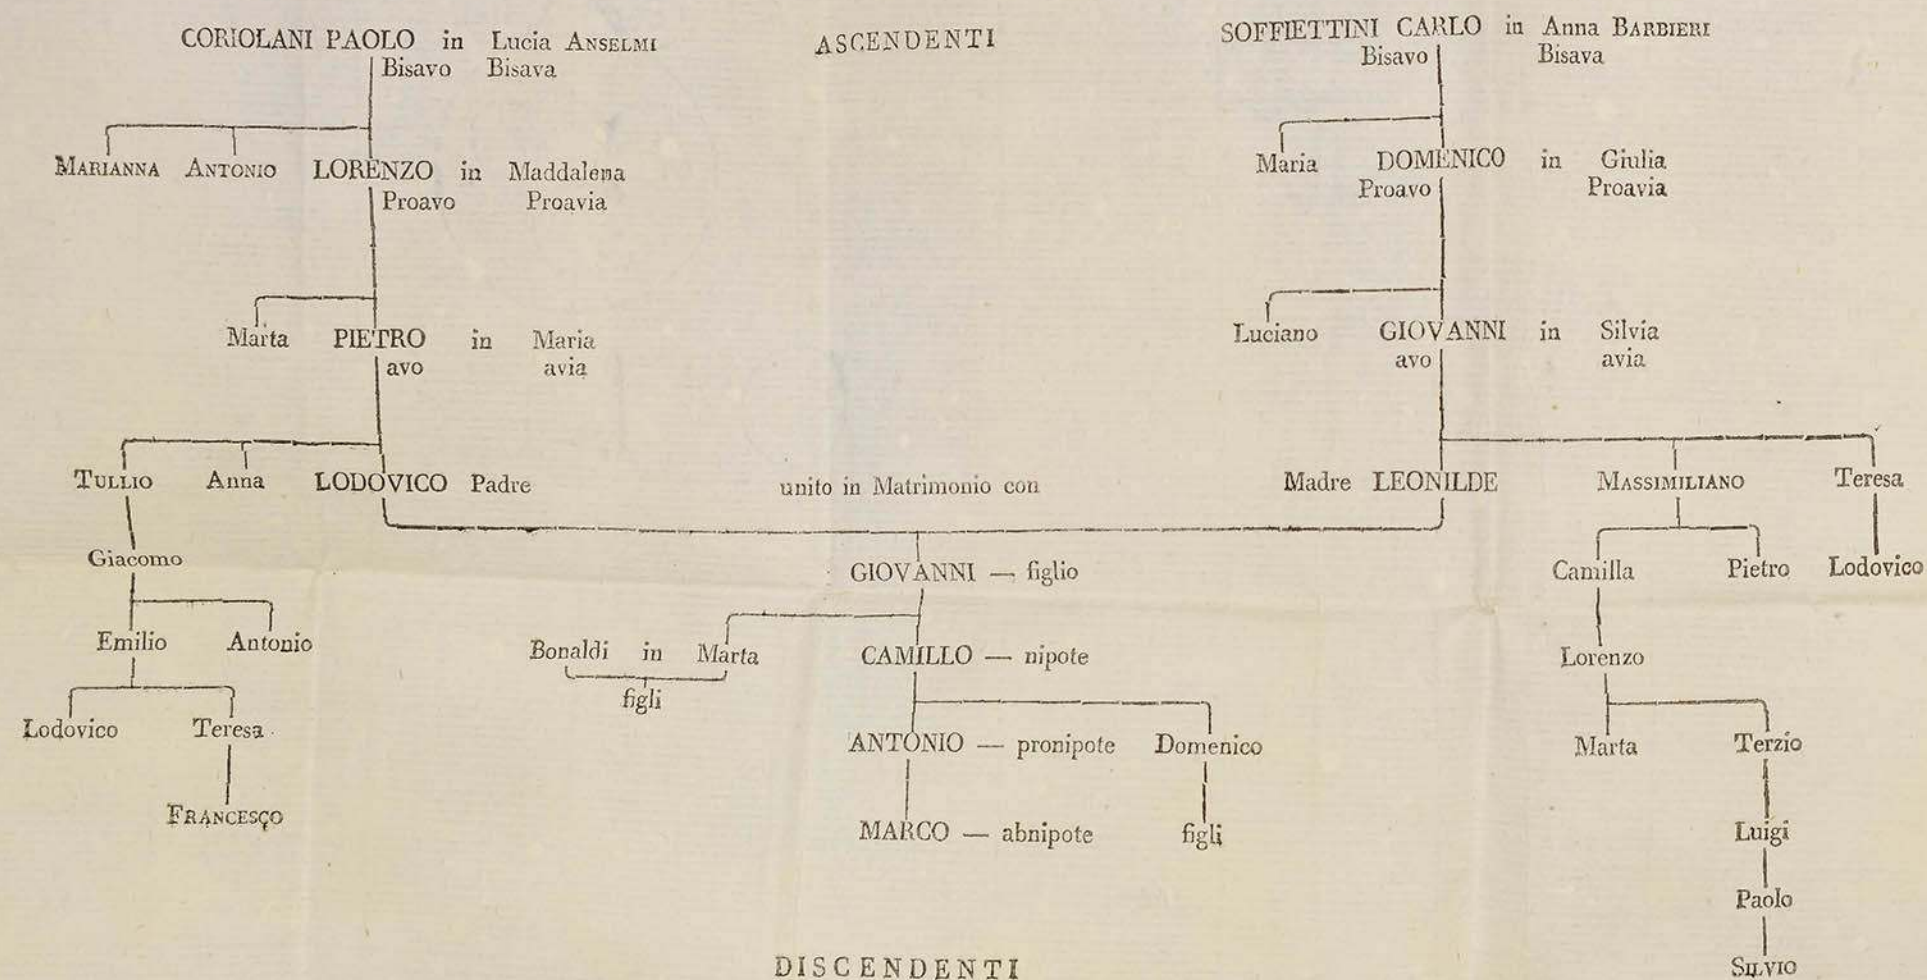 CORIOLANI PAOLO in Lucia ANSELMI ASCENDENTI SOFFIETTINI CARLO in Anna BARBIERI
Bisavo Bisava Bisavo Bisava
MARIANNA ANTONIO LORENZO in Maddalena Maria DOMENICO in Giulia
Proavo Proavia Proavo Proavia
Marta PIETRO in Maria Luciano GIOVANNI in Silvia
avo avia avo avia
TULLIO Anna LODOVICO Padre unito in Matrimonio con Madre LEONILDE MASSIMILIANO Teresa
Giacomo GIOVANNI — figlio Camilla Pietro Lodovico
Emilio Antonio Bonaldi in Marta CAMILLO — nipote Lorenzo
figli
Lodovico Teresa ANTONIO — pronipote Domenico Marta Terzio
FRANCESCO MARCO — abnipote figli Luigi
Paolo
DISCENDENTI SILVIO